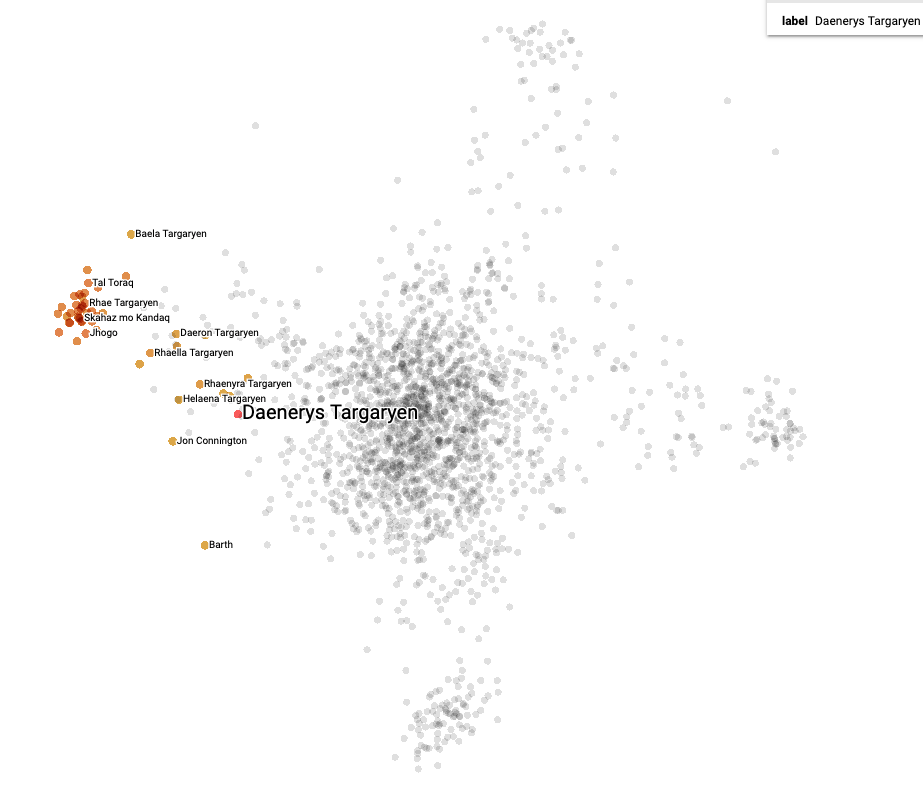 label Daenerys Targaryen
Baela Targaryen
Tal Toraq
Rhae Targaryen
Skahaz mo Kandaq
Jhogo
Daeron Targaryen
Rhaella Targaryen
Rhaenyra Targaryen
Helaena Targaryen
Daenerys Targaryen
Jon Connington
Barth